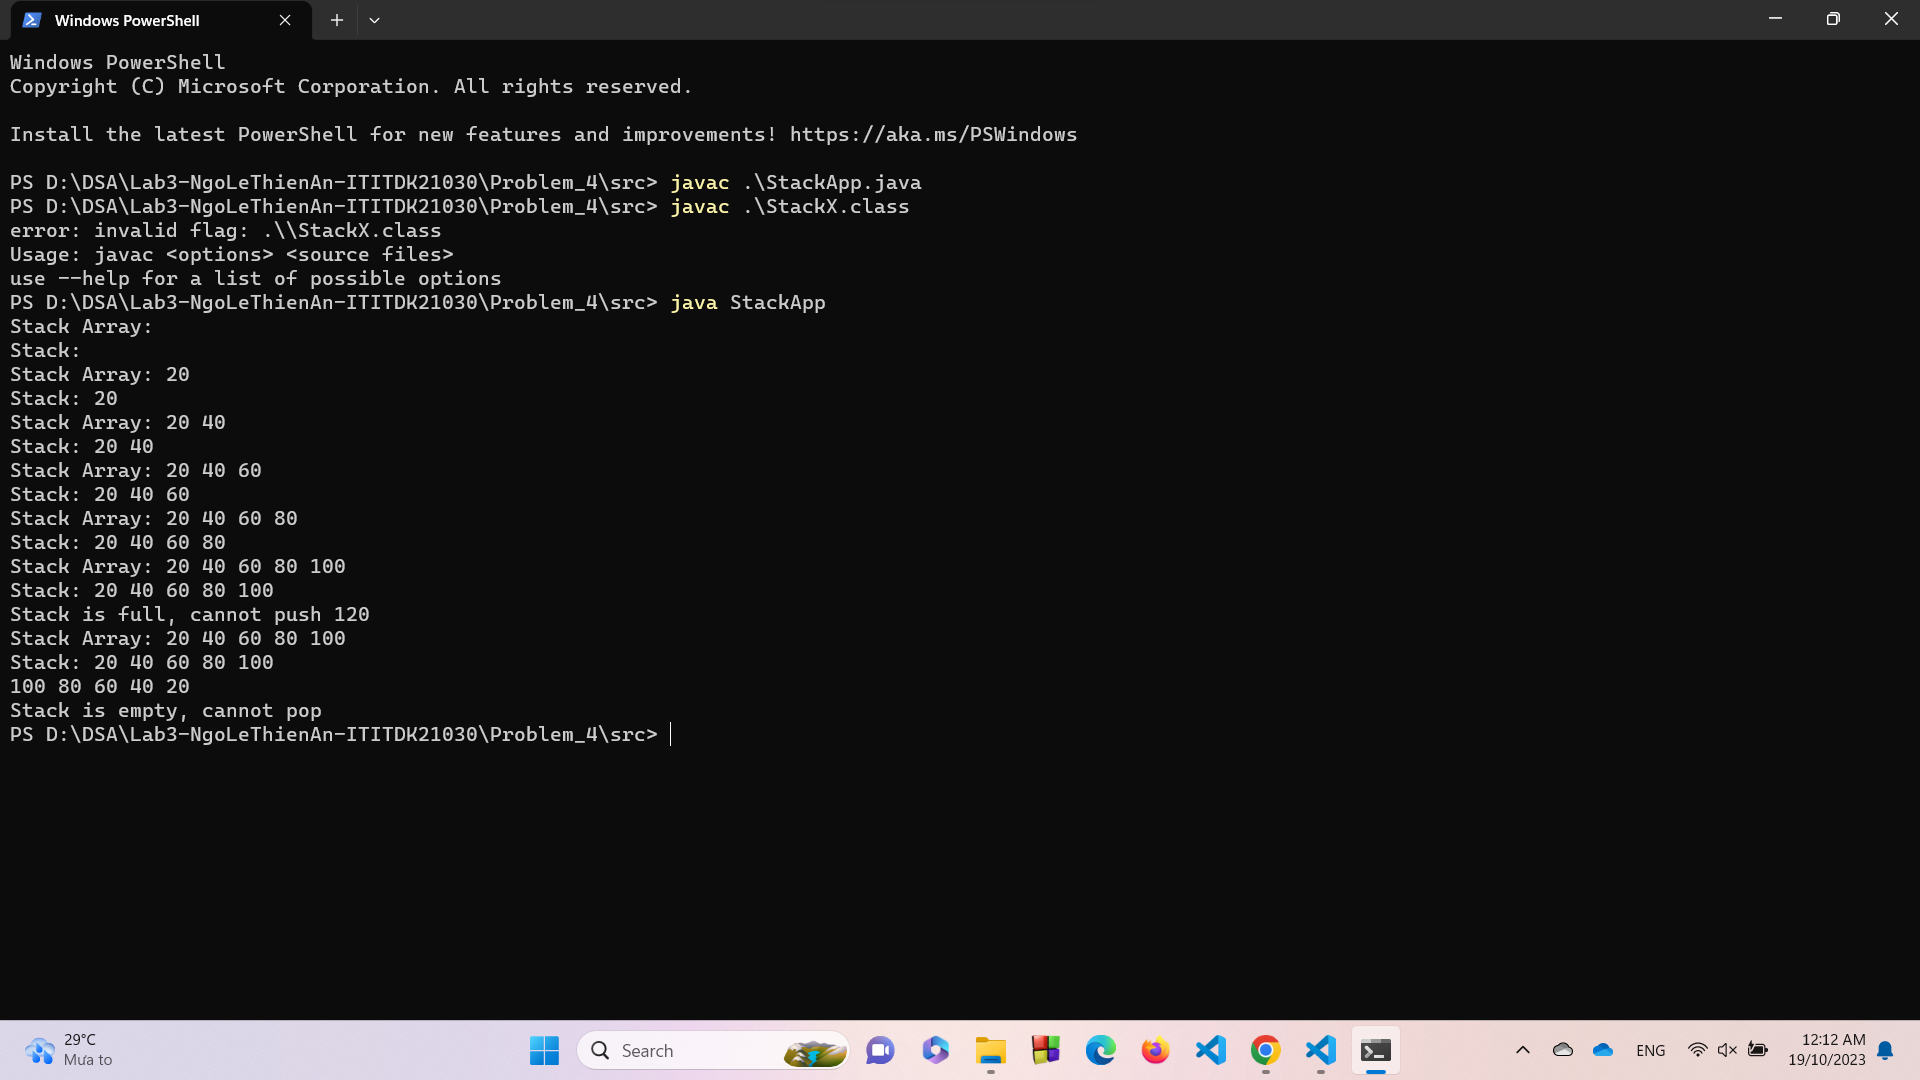 Windows PowerShell
Windows PowerShell
Copyright (C) Microsoft Corporation. All rights reserved.
Install the latest PowerShell for new features and improvements! https://aka.ms/PSWindows
PS D:\DSA\Lab3-NgoLeThienAn-ITITDK21030\Problem_4\src> javac .\StackApp.java
PS D:\DSA\Lab3-NgoLeThienAn-ITITDK21030\Problem_4\src> javac .\StackX.class
error: invalid flag: .\\StackX.class
Usage: javac <options> <source files>
use --help for a list of possible options
PS D:\DSA\Lab3-NgoLeThienAn-ITITDK21030\Problem_4\src> java StackApp
Stack Array:
Stack:
Stack Array: 20
Stack: 20
Stack Array: 20 40
Stack: 20 40
Stack Array: 20 40 60
Stack: 20 40 60
Stack Array: 20 40 60 80
Stack: 20 40 60 80
Stack Array: 20 40 60 80 100
Stack: 20 40 60 80 100
Stack is full, cannot push 120
Stack Array: 20 40 60 80 100
Stack: 20 40 60 80 100
100 80 60 40 20
Stack is empty, cannot pop
PS D:\DSA\Lab3-NgoLeThienAn-ITITDK21030\Problem_4\src>
29°C
Mưa to
Search
ENG
12:12 AM
19/10/2023